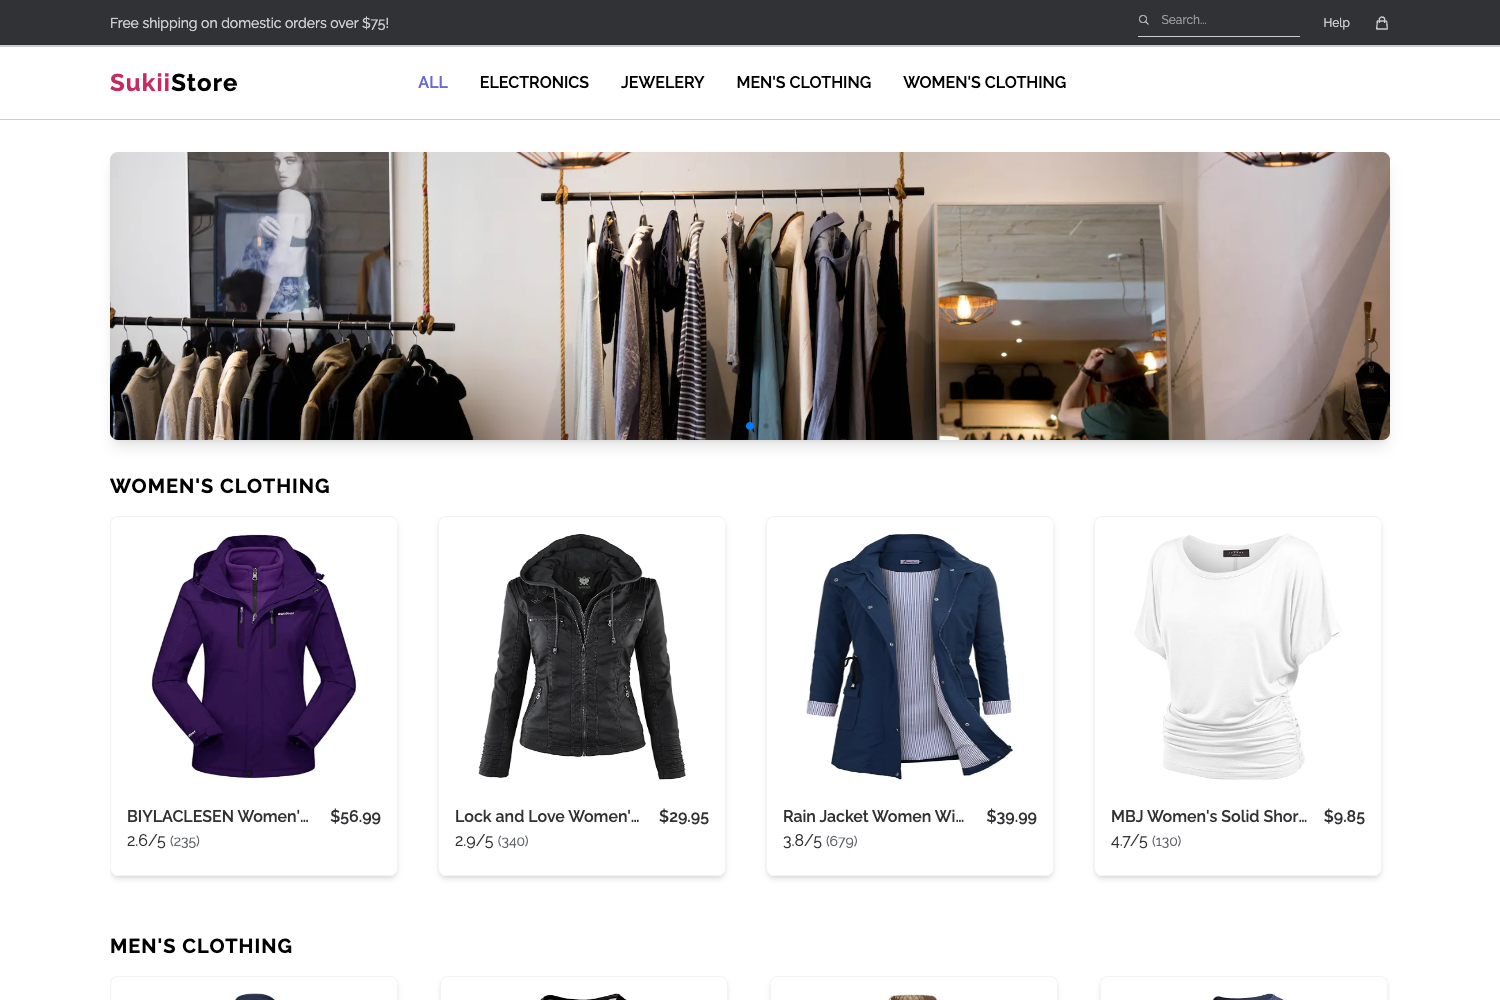 Free shipping on domestic orders over $75!
Search...
Help
SukiiStore
ALL
ELECTRONICS
JEWELERY
MEN'S CLOTHING
WOMEN'S CLOTHING
WOMEN'S CLOTHING
BIYLACLESEN Women'... $56.99
2.6/5 (235)
Lock and Love Women'... $29.95
2.9/5 (340)
Rain Jacket Women Wi... $39.99
3.8/5 (679)
MBJ Women's Solid Shor... $9.85
4.7/5 (130)
MEN'S CLOTHING